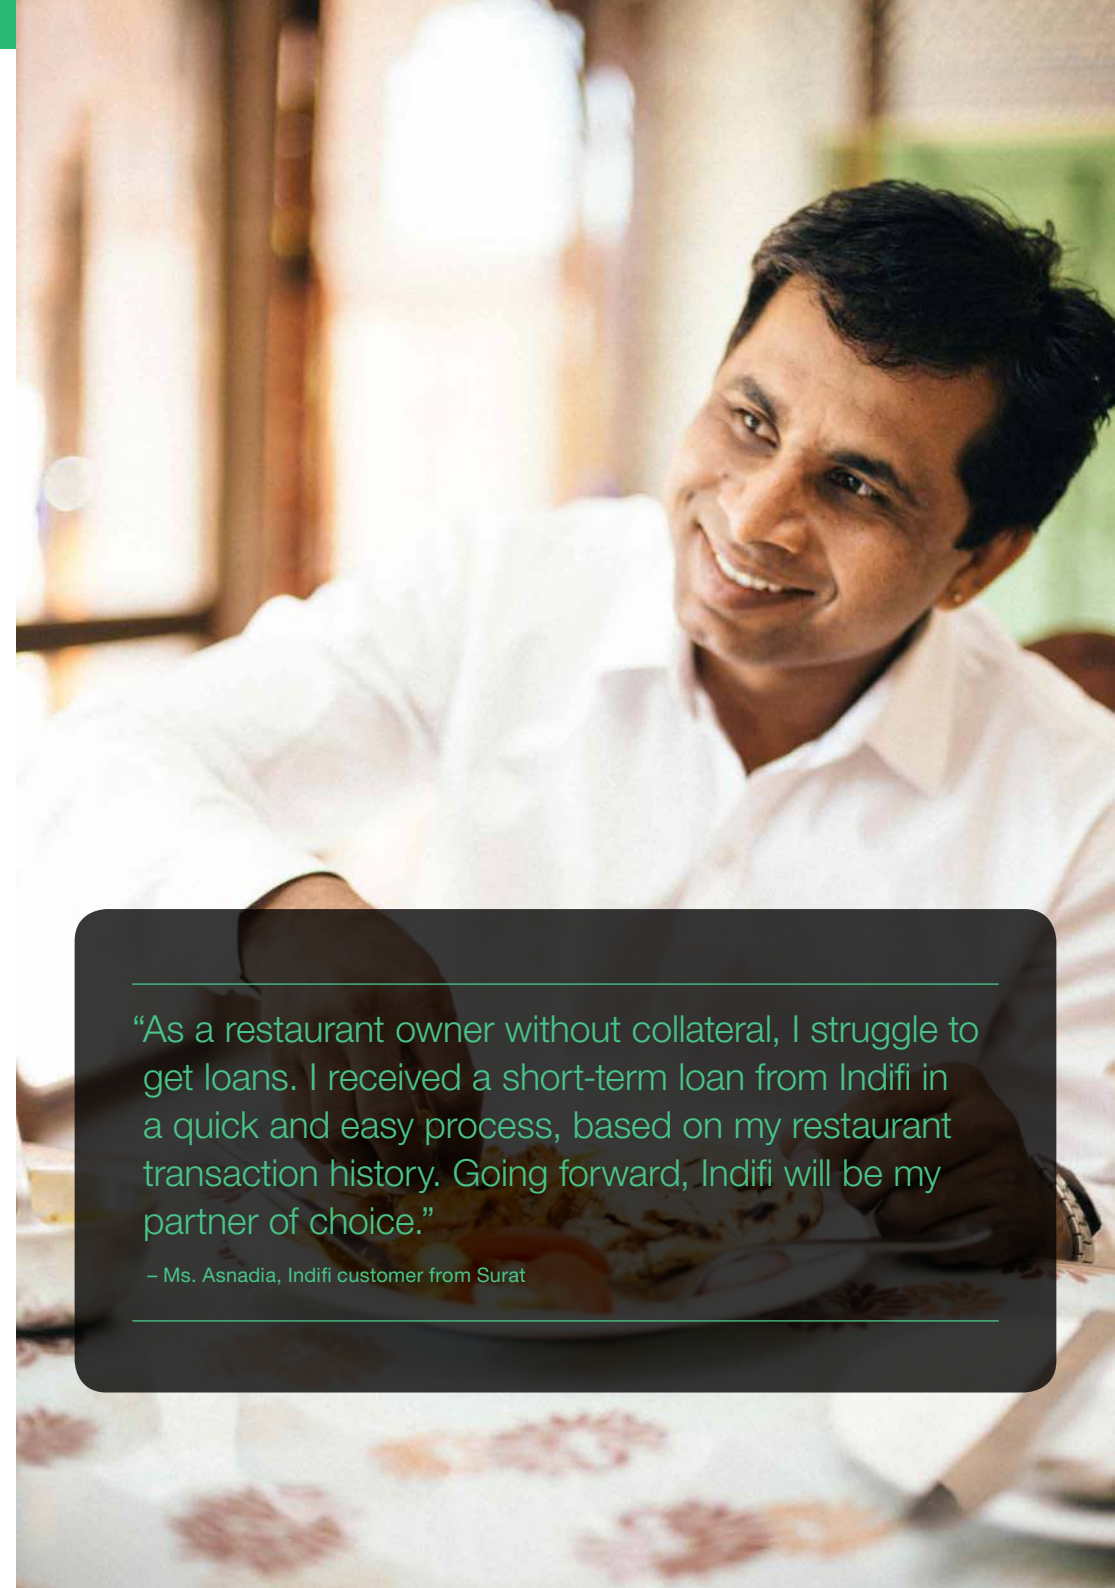 “As a restaurant owner without collateral, I struggle to
get loans. I received a short-term loan from Indifi in
a quick and easy process, based on my restaurant
transaction history. Going forward, Indifi will be my
partner of choice.”
– Ms. Asnadia, Indifi customer from Surat